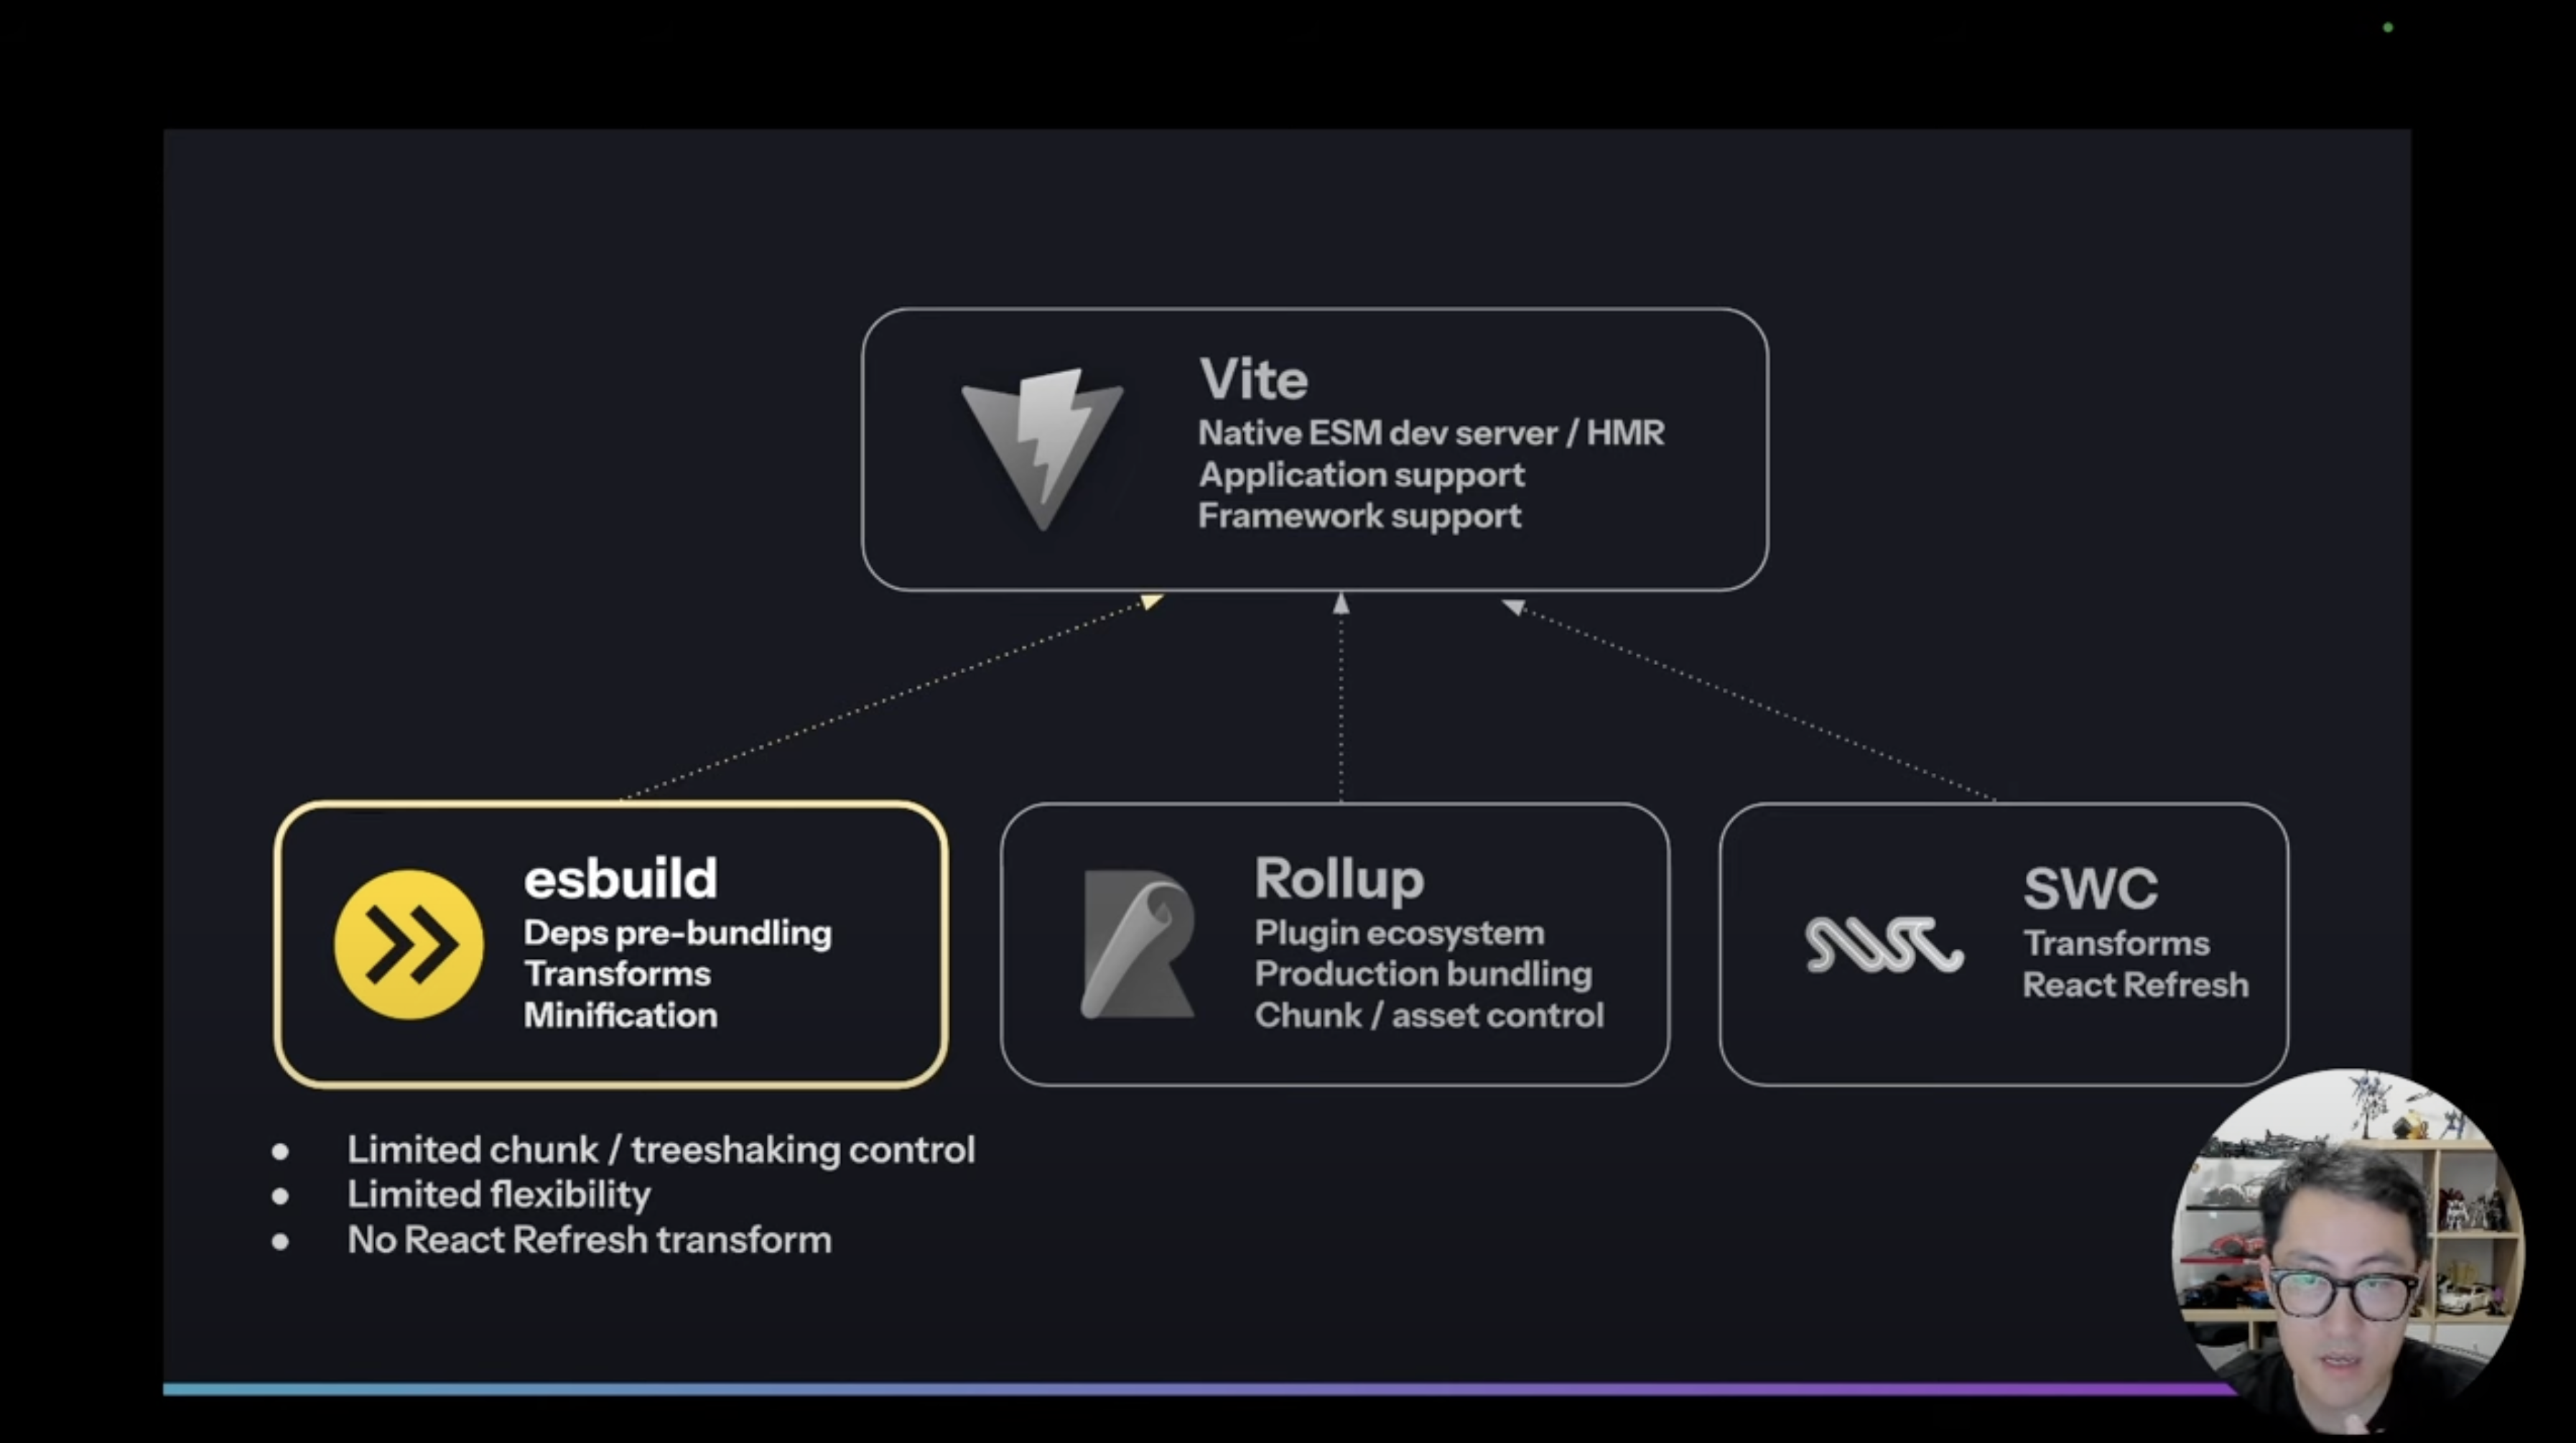 Vite
Native ESM dev server / HMR
Application support
Framework support
esbuild
Deps pre-bundling
Transforms
Minification
Rollup
Plugin ecosystem
Production bundling
Chunk / asset control
SWC
Transforms
React Refresh
● Limited chunk / treeshaking control
● Limited flexibility
● No React Refresh transform